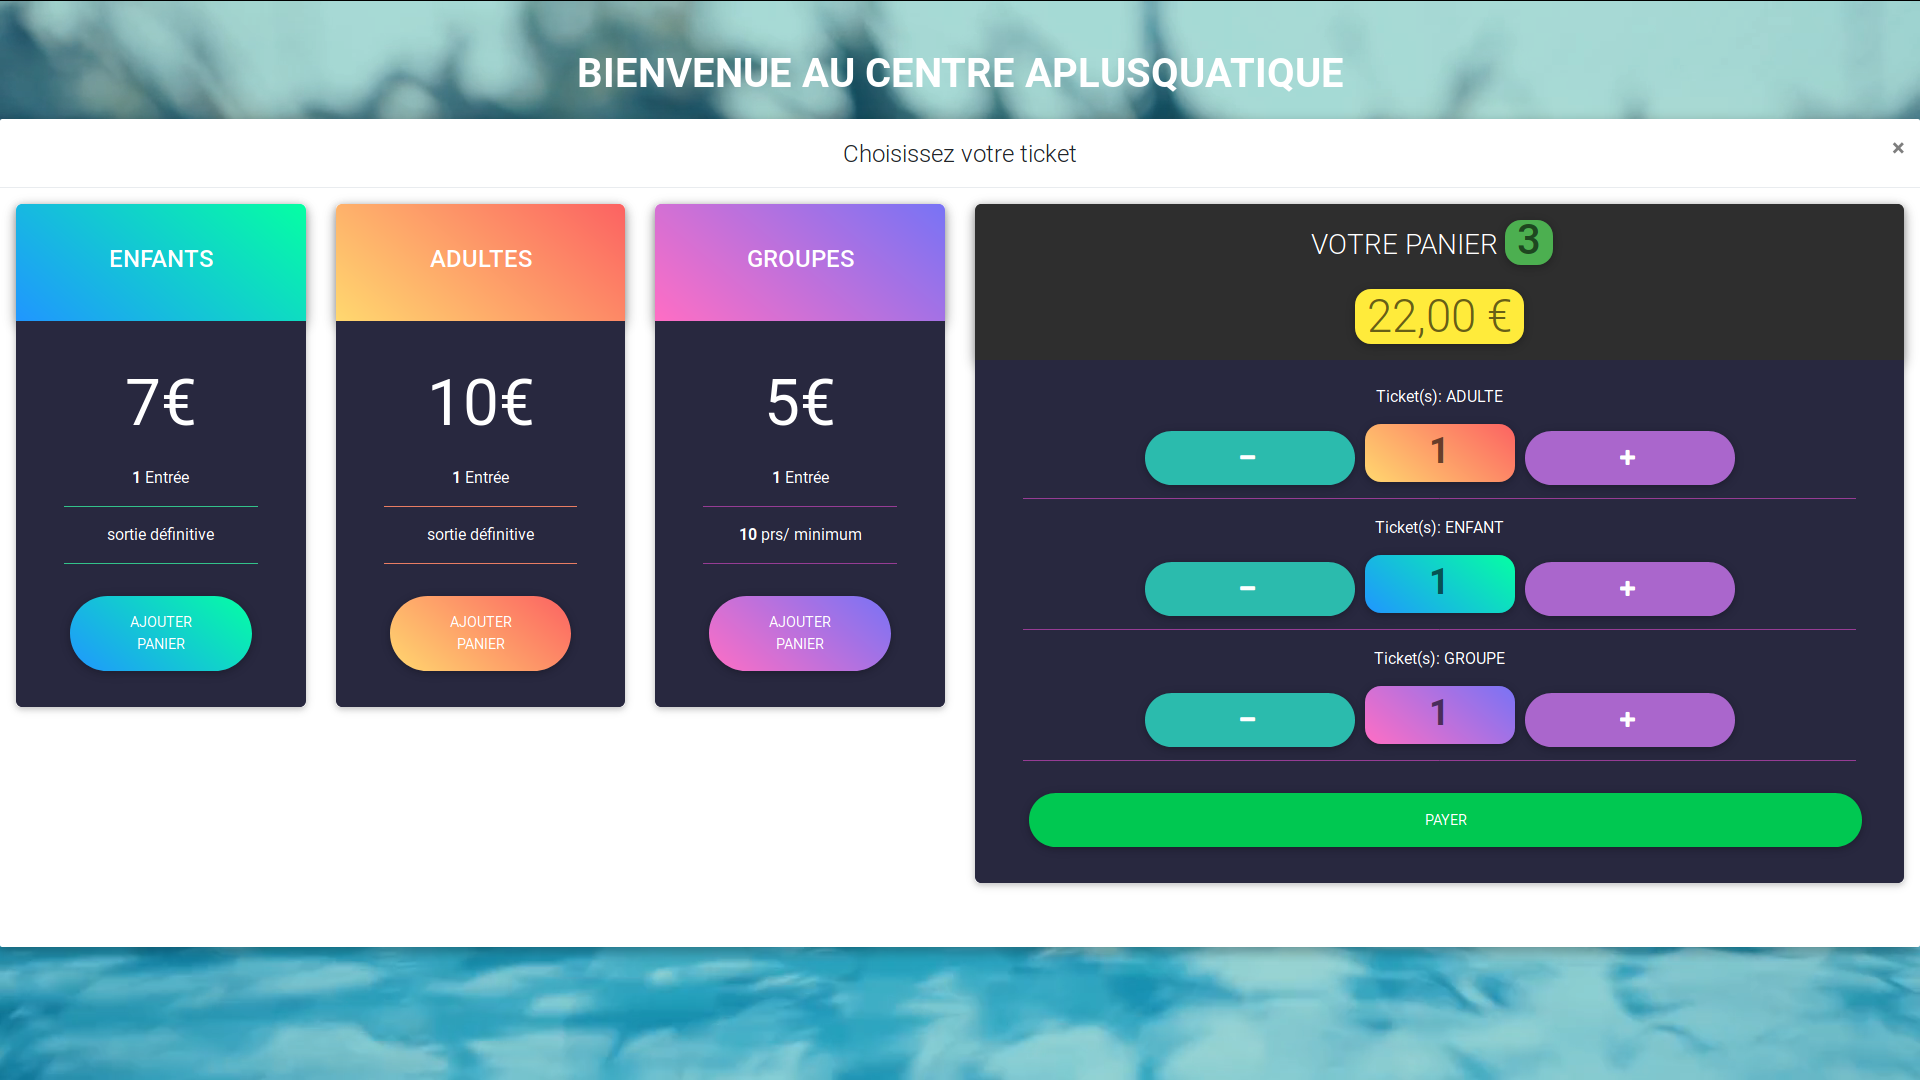 BIENVENUE AU CENTRE APLUSQUATIQUE
Choisissez votre ticket
×
ENFANTS
7€
1 Entrée
sortie définitive
AJOUTER
PANIER
ADULTES
10€
1 Entrée
sortie définitive
AJOUTER
PANIER
GROUPES
5€
1 Entrée
10 prs/ minimum
AJOUTER
PANIER
VOTRE PANIER 3
22,00 €
Ticket(s): ADULTE
− 1 +
Ticket(s): ENFANT
− 1 +
Ticket(s): GROUPE
− 1 +
PAYER